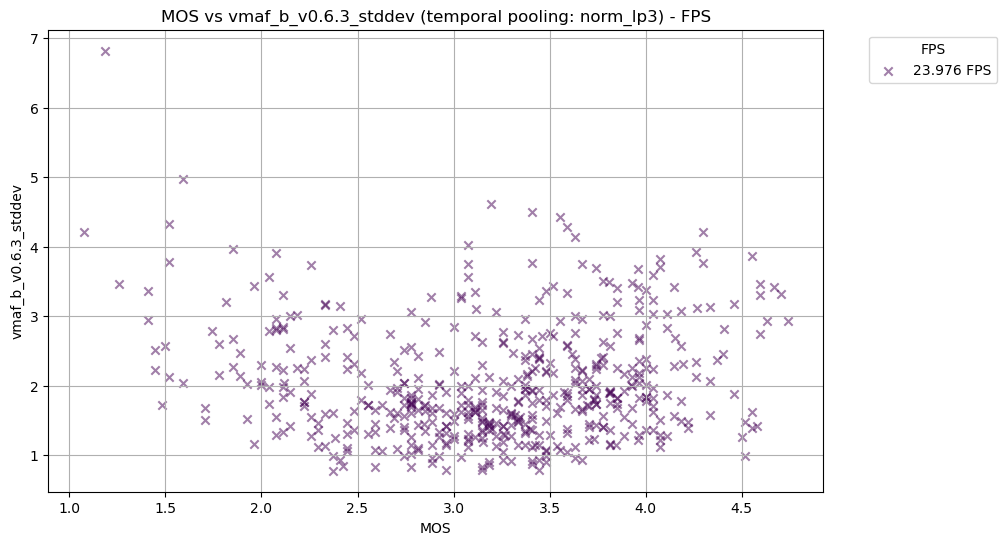 MOS vs vmaf_b_v0.6.3_stddev (temporal pooling: norm_lp3) - FPS
FPS
23.976 FPS
7
6
5
4
3
2
1
vmaf_b_v0.6.3_stddev
1.0 1.5 2.0 2.5 3.0 3.5 4.0 4.5
MOS